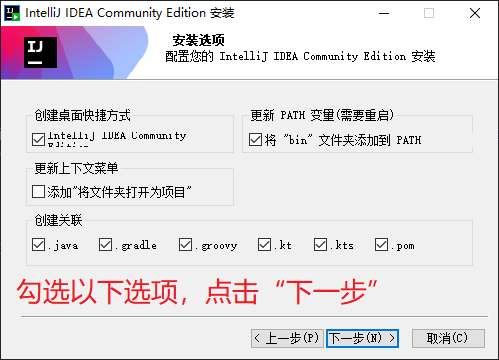 IntelliJ IDEA Community Edition 安装
IJ
安装选项
配置您的 IntelliJ IDEA Community Edition 安装
创建桌面快捷方式
IntelliJ IDEA Community
更新 PATH 变量(需要重启)
将 "bin" 文件夹添加到 PATH
更新上下文菜单
添加"将文件夹打开为项目"
创建关联
.java .gradle .groovy .kt .kts .pom
勾选以下选项，点击“下一步”
< 上一步(P) 下一步(N) > 取消(C)